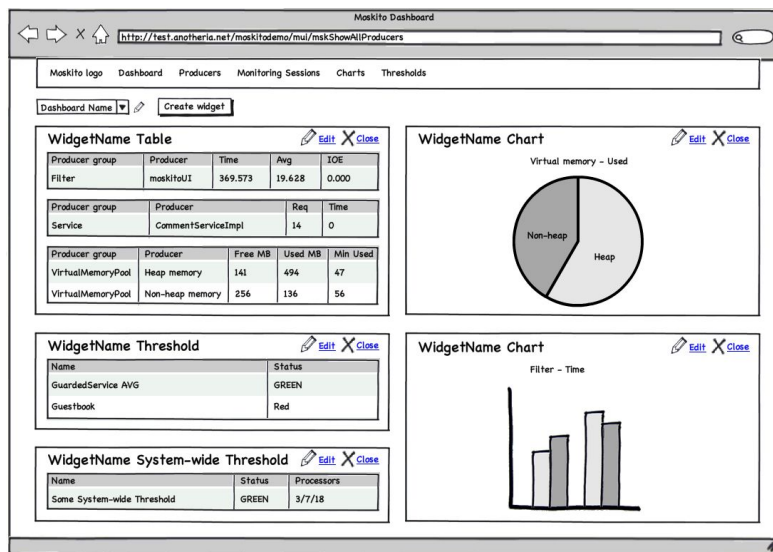 Moskito Dashboard
http://test.anotheria.net/moskitodemo/mui/mskShowAllProducers
Moskito logo Dashboard Producers Monitoring Sessions Charts Thresholds
Dashboard Name Create widget
WidgetName Table Edit Close
Producer group Producer Time Avg IOE
Filter moskitoUI 369.573 19.628 0.000
Producer group Producer Req Time
Service CommentServiceImpl 14 0
Producer group Producer Free MB Used MB Min Used
VirtualMemoryPool Heap memory 141 494 47
VirtualMemoryPool Non-heap memory 256 136 56
WidgetName Chart Edit Close
Virtual memory - Used
Non-heap
Heap
WidgetName Threshold Edit Close
Name Status
GuardedService AVG GREEN
Guestbook Red
WidgetName Chart Edit Close
Filter - Time
WidgetName System-wide Threshold Edit Close
Name Status Processors
Some System-wide Threshold GREEN 3/7/18